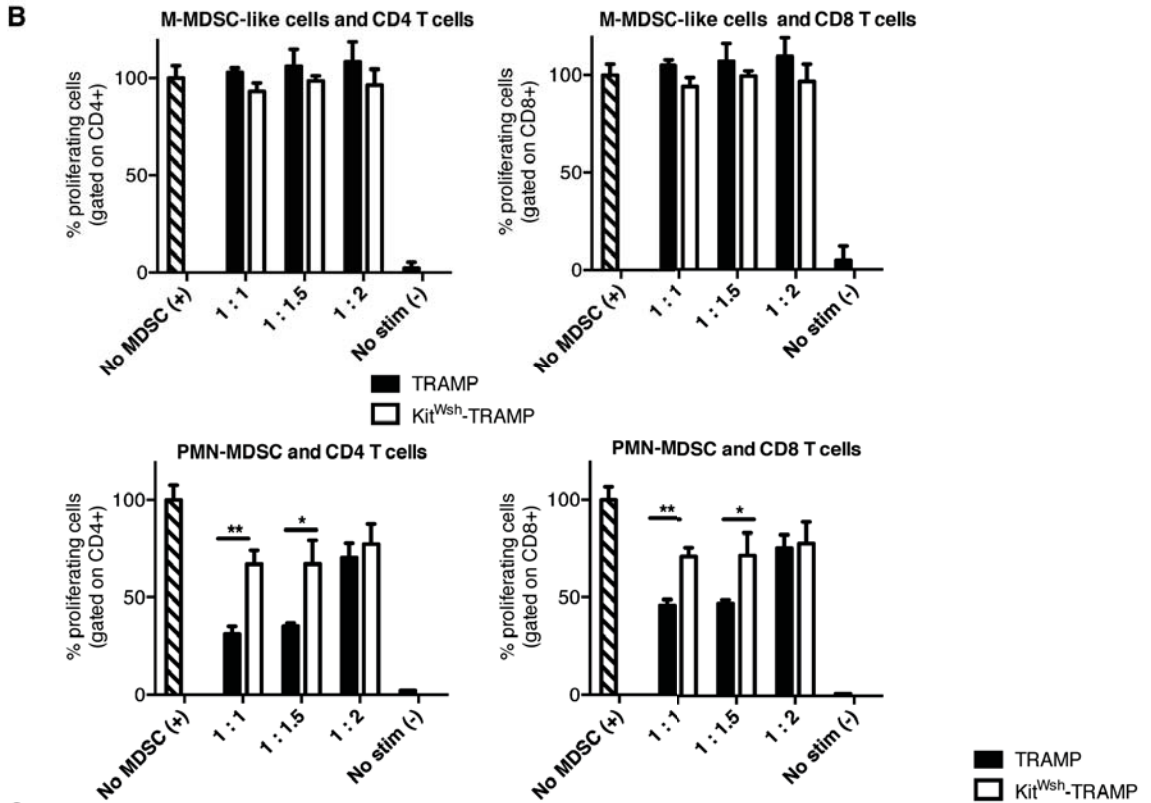 B
M-MDSC-like cells and CD4 T cells
% proliferating cells
(gated on CD4+)
100
50
0
No MDSC (+)
1 : 1
1 : 1.5
1 : 2
No stim (-)
M-MDSC-like cells and CD8 T cells
% proliferating cells
(gated on CD8+)
100
50
0
No MDSC (+)
1 : 1
1 : 1.5
1 : 2
No stim (-)
TRAMP
KitWsh-TRAMP
PMN-MDSC and CD4 T cells
% proliferating cells
(gated on CD4+)
100
50
0
**
*
No MDSC (+)
1 : 1
1 : 1.5
1 : 2
No stim (-)
PMN-MDSC and CD8 T cells
% proliferating cells
(gated on CD8+)
100
50
0
**
*
No MDSC (+)
1 : 1
1 : 1.5
1 : 2
No stim (-)
TRAMP
KitWsh-TRAMP